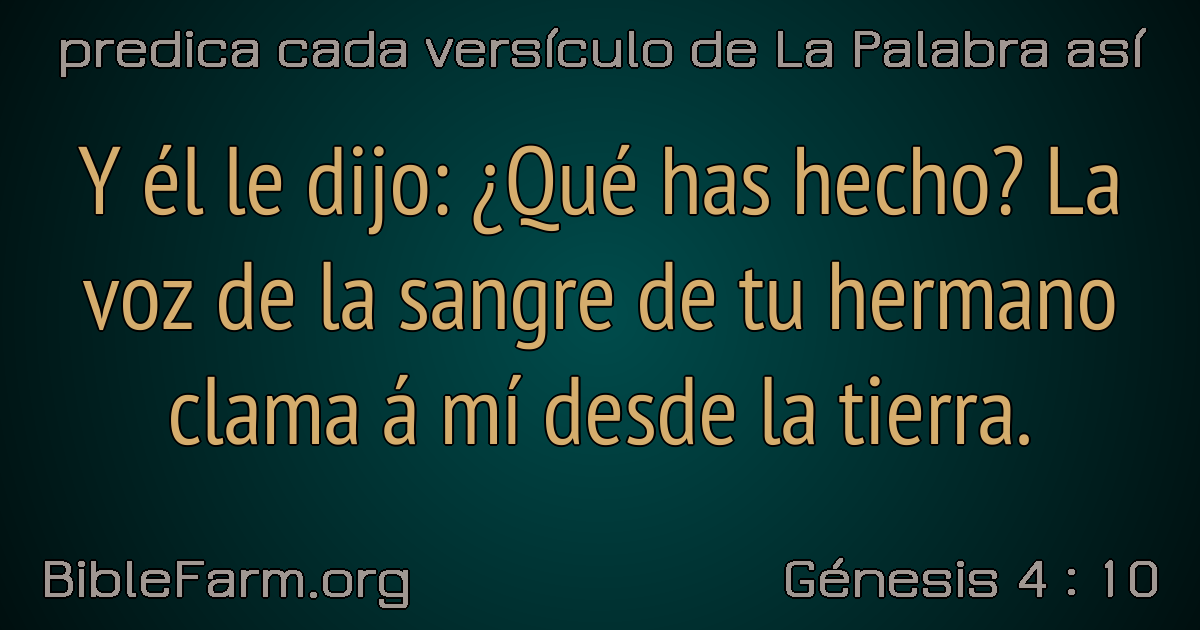 predica cada versículo de La Palabra así
Y él le dijo: ¿Qué has hecho? La
voz de la sangre de tu hermano
clama á mí desde la tierra.
BibleFarm.org
Génesis 4 : 10